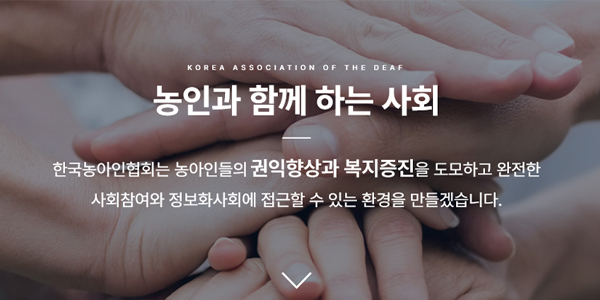 KOREA ASSOCIATION OF THE DEAF
농인과 함께 하는 사회
한국농아인협회는 농아인들의 권익향상과 복지증진을 도모하고 완전한
사회참여와 정보화사회에 접근할 수 있는 환경을 만들겠습니다.